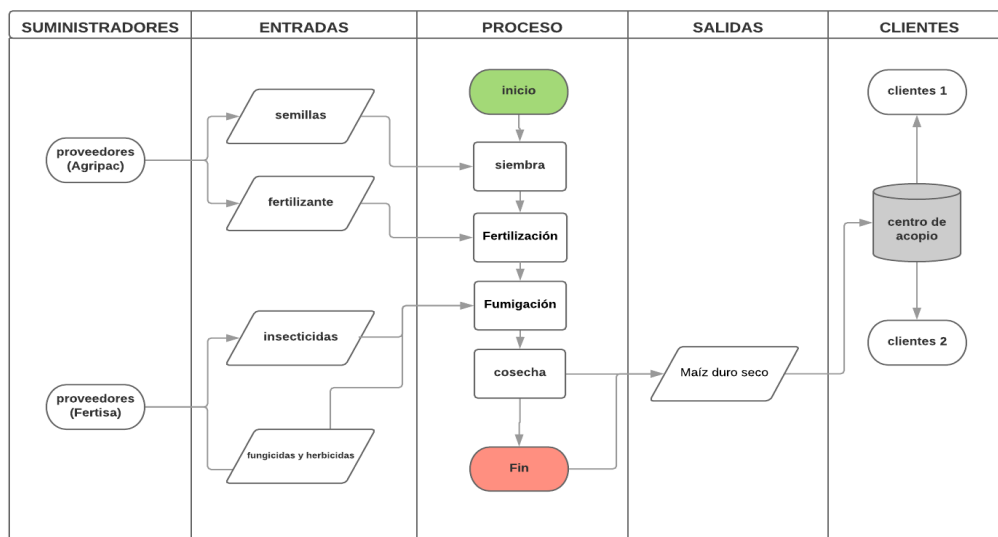 SUMINISTRADORES
ENTRADAS
PROCESO
SALIDAS
CLIENTES
proveedores
(Agripac)
proveedores
(Fertisa)
semillas
fertilizante
insecticidas
fungicidas y herbicidas
inicio
siembra
Fertilización
Fumigación
cosecha
Fin
Maíz duro seco
clientes 1
centro de
acopio
clientes 2